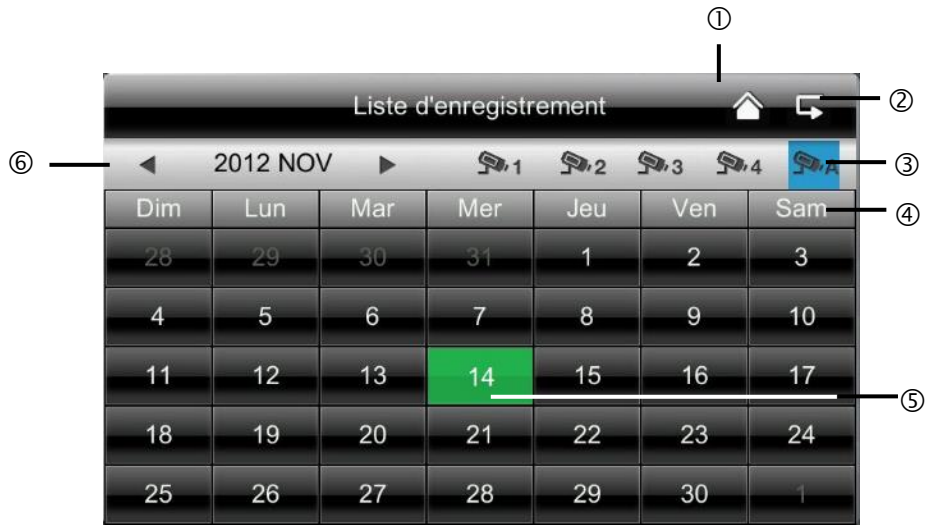 ①
Liste d'enregistrement ②
⑥ 2012 NOV 1 2 3 4 A ③
Dim Lun Mar Mer Jeu Ven Sam ④
28 29 30 31 1 2 3
4 5 6 7 8 9 10
11 12 13 14 15 16 17
⑤
18 19 20 21 22 23 24
25 26 27 28 29 30 1